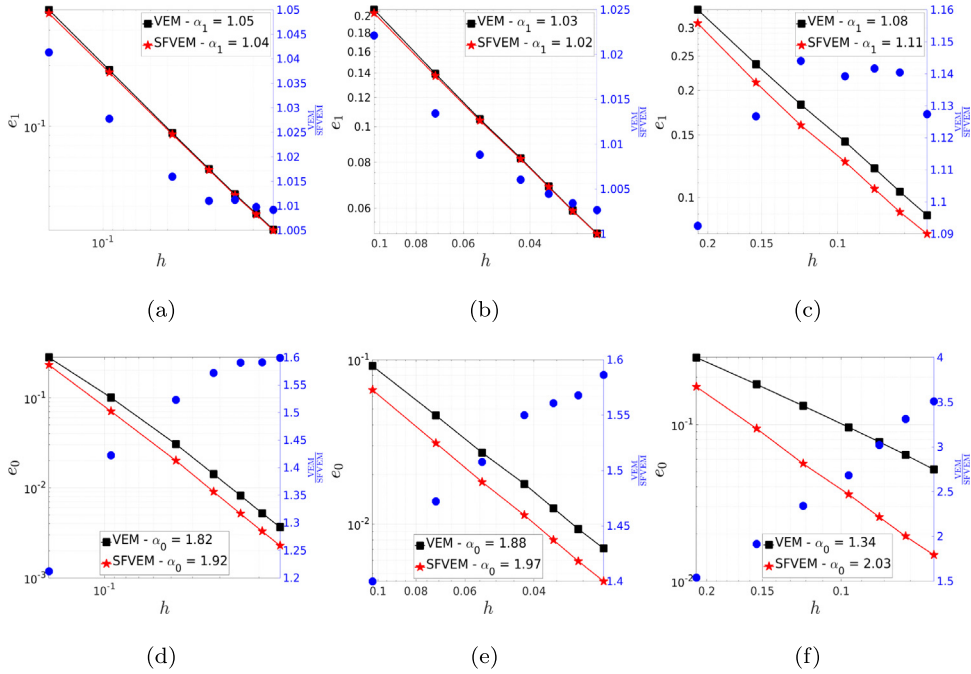 VEM - α1 = 1.05
SFVEM - α1 = 1.04
10^-1
e1
10^-1
h
1.05
1.045
1.04
1.035
1.03
1.025
1.02
1.015
1.01
1.005
VEM
SFVEM
(a)
VEM - α1 = 1.03
SFVEM - α1 = 1.02
0.2
0.18
0.16
0.14
0.12
0.1
0.08
0.06
e1
0.1
0.08
0.06
0.04
h
1.025
1.02
1.015
1.01
1.005
1
VEM
SFVEM
(b)
VEM - α1 = 1.08
SFVEM - α1 = 1.11
0.3
0.25
0.2
0.15
0.1
e1
0.2
0.15
0.1
h
1.16
1.15
1.14
1.13
1.12
1.11
1.1
1.09
VEM
SFVEM
(c)
10^-1
10^-2
10^-3
e0
VEM - α0 = 1.82
SFVEM - α0 = 1.92
10^-1
h
1.6
1.55
1.5
1.45
1.4
1.35
1.3
1.25
1.2
VEM
SFVEM
(d)
10^-1
10^-2
e0
VEM - α0 = 1.88
SFVEM - α0 = 1.97
0.1
0.08
0.06
0.04
h
1.6
1.55
1.5
1.45
1.4
VEM
SFVEM
(e)
10^-1
10^-2
e0
VEM - α0 = 1.34
SFVEM - α0 = 2.03
0.2
0.15
0.1
h
4
3.5
3
2.5
2
1.5
VEM
SFVEM
(f)